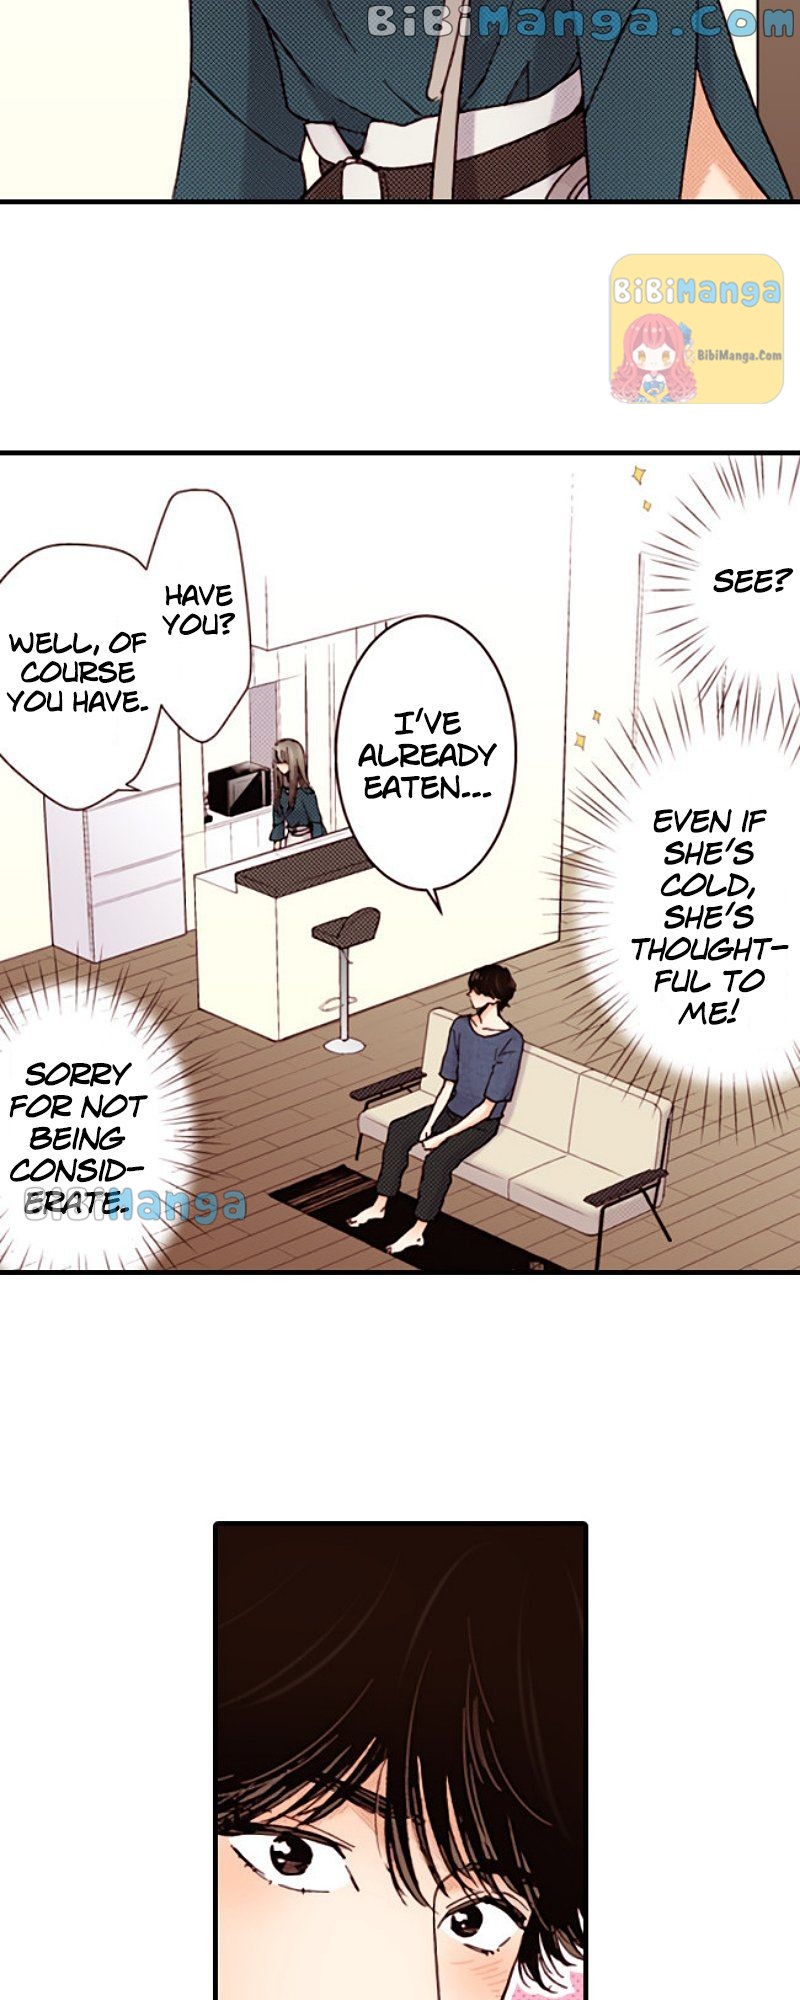 BiBiManga.Com
BiBiManga
BibiManga.Com
SEE?
EVEN IF
SHE'S
COLD,
SHE'S
THOUGHT-
FUL TO
ME!
I'VE
ALREADY
EATEN...
HAVE
YOU?
WELL, OF
COURSE
YOU HAVE.
SORRY
FOR NOT
BEING
CONSID-
ERATE.
BiBiManga